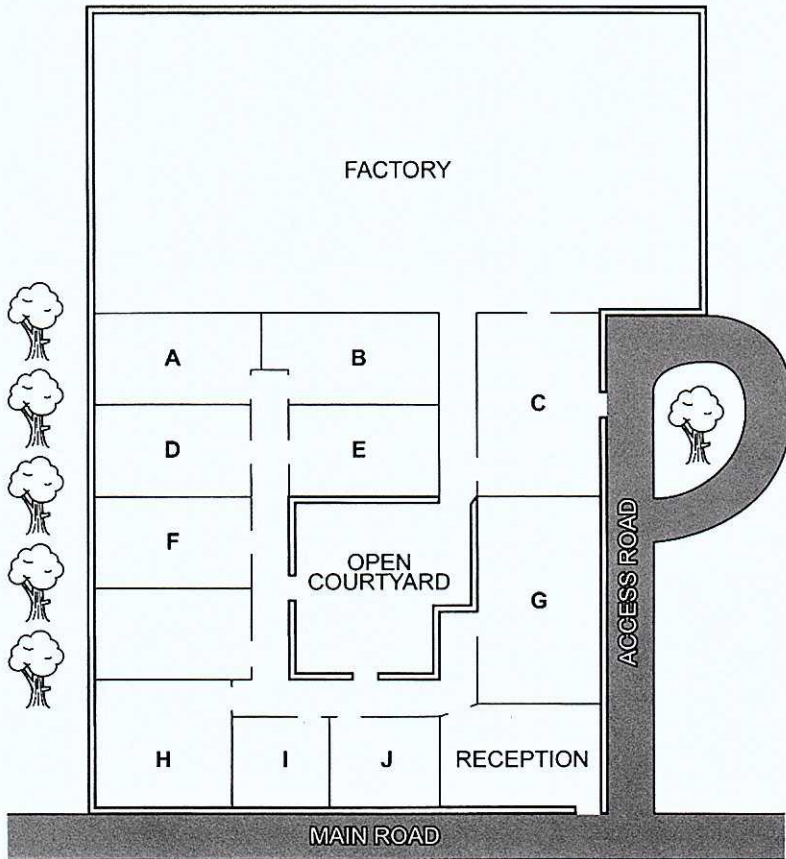 FACTORY
A
B
C
D
E
F
OPEN
COURTYARD
G
ACCESS ROAD
H
I
J
RECEPTION
MAIN ROAD